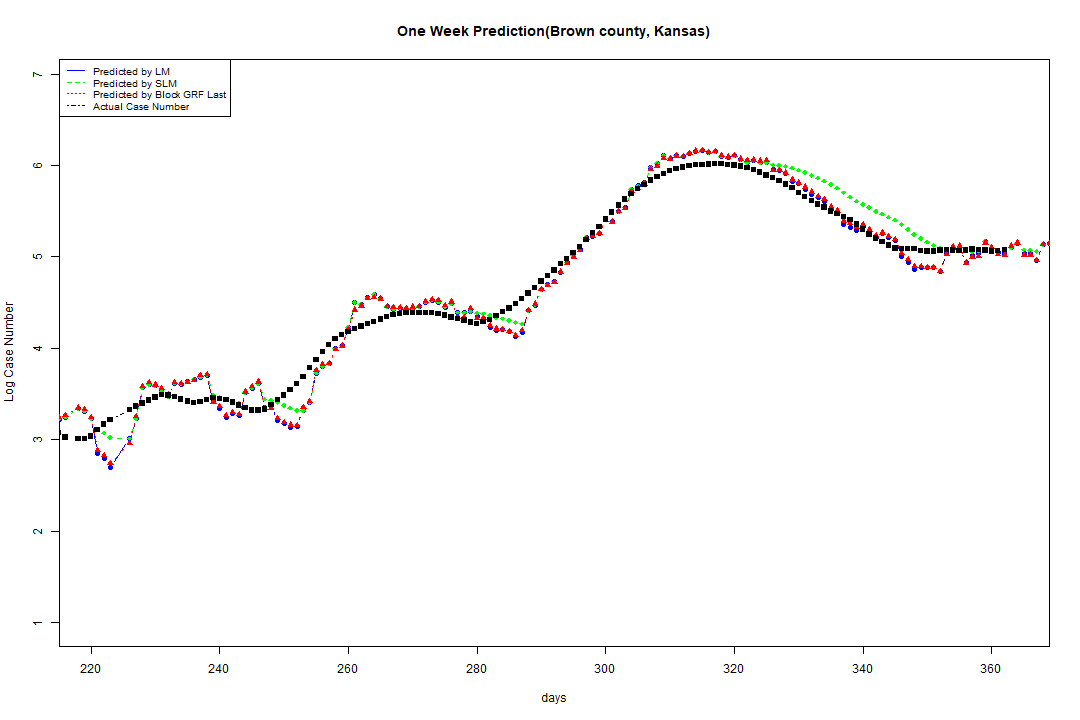 One Week Prediction(Brown county, Kansas)
Predicted by LM
Predicted by SLM
Predicted by Block GRF Last
Actual Case Number
7
6
5
4
3
2
1
Log Case Number
220 240 260 280 300 320 340 360
days